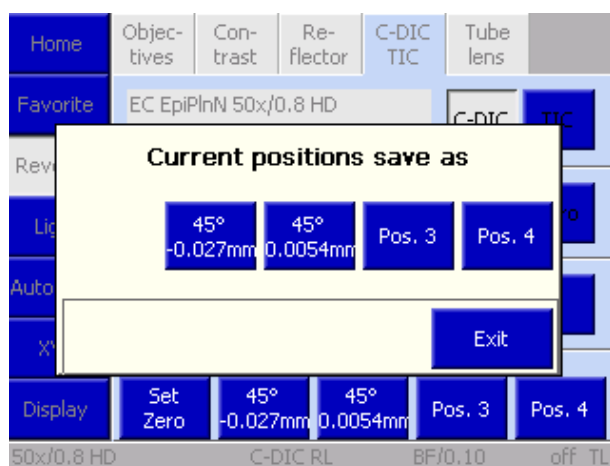 Home
Objec-
tives
Con-
trast
Re-
flector
C-DIC
TIC
Tube
lens
Favorite
EC EpiPlnN 50x/0.8 HD
C-DIC
TIC
Current positions save as
45°
-0.027mm
45°
0.0054mm
Pos. 3
Pos. 4
Exit
Display
Set
Zero
45°
-0.027mm
45°
0.0054mm
Pos. 3
Pos. 4
50x/0.8 HD
C-DIC RL
BF/0.10
off TL